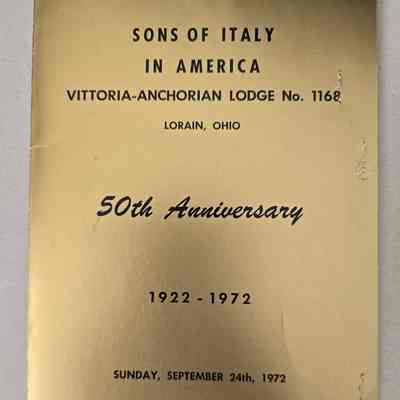 SONS OF ITALY
IN AMERICA
VITTORIA-ANCHORIAN LODGE No. 1168
LORAIN, OHIO
50th Anniversary
1922 - 1972
SUNDAY, SEPTEMBER 24th, 1972